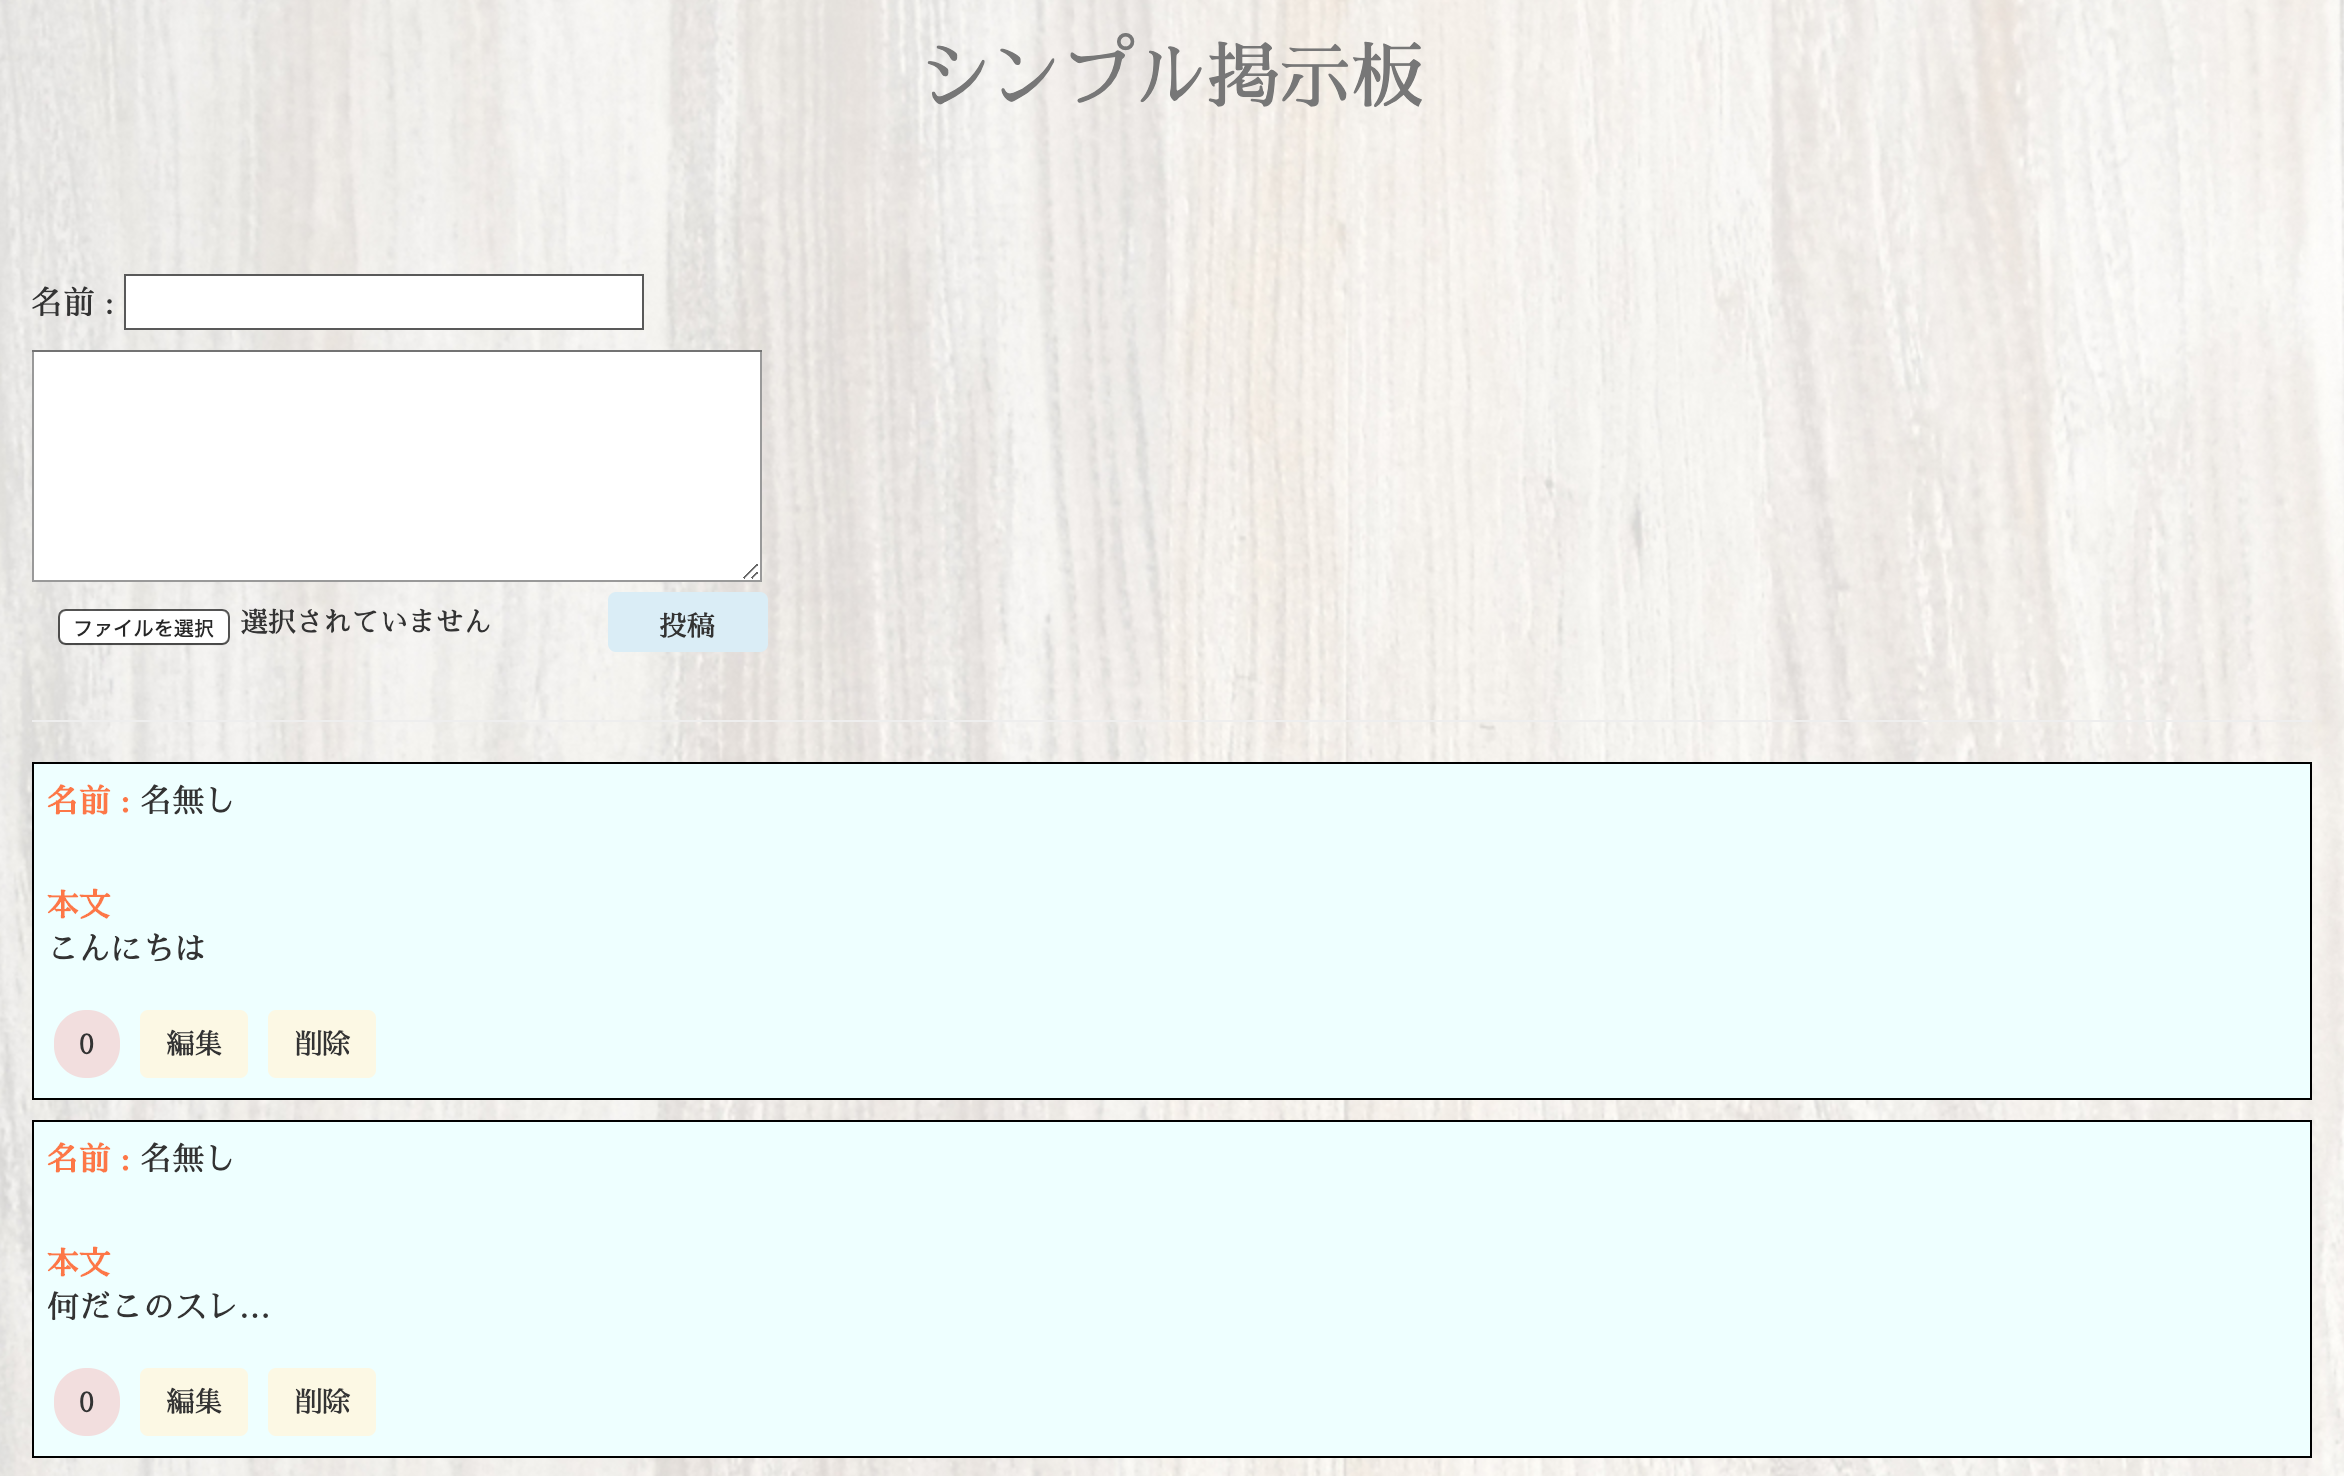 シンプル掲示板
名前 :
ファイルを選択 選択されていません 投稿
名前 : 名無し
本文
こんにちは
0 編集 削除
名前 : 名無し
本文
何だこのスレ...
0 編集 削除